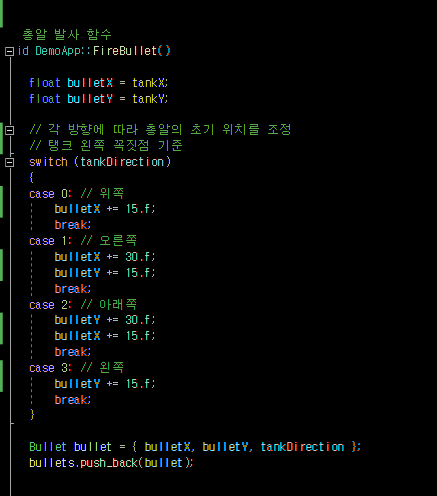 총알 발사 함수
id DemoApp::FireBullet()
float bulletX = tankX;
float bulletY = tankY;
// 각 방향에 따라 총알의 초기 위치를 조정
// 탱크 왼쪽 꼭짓점 기준
switch (tankDirection)
{
case 0: // 위쪽
bulletX += 15.f;
break;
case 1: // 오른쪽
bulletX += 30.f;
bulletY += 15.f;
break;
case 2: // 아래쪽
bulletY += 30.f;
bulletX += 15.f;
break;
case 3: // 왼쪽
bulletY += 15.f;
break;
}
Bullet bullet = { bulletX, bulletY, tankDirection };
bullets.push_back(bullet);